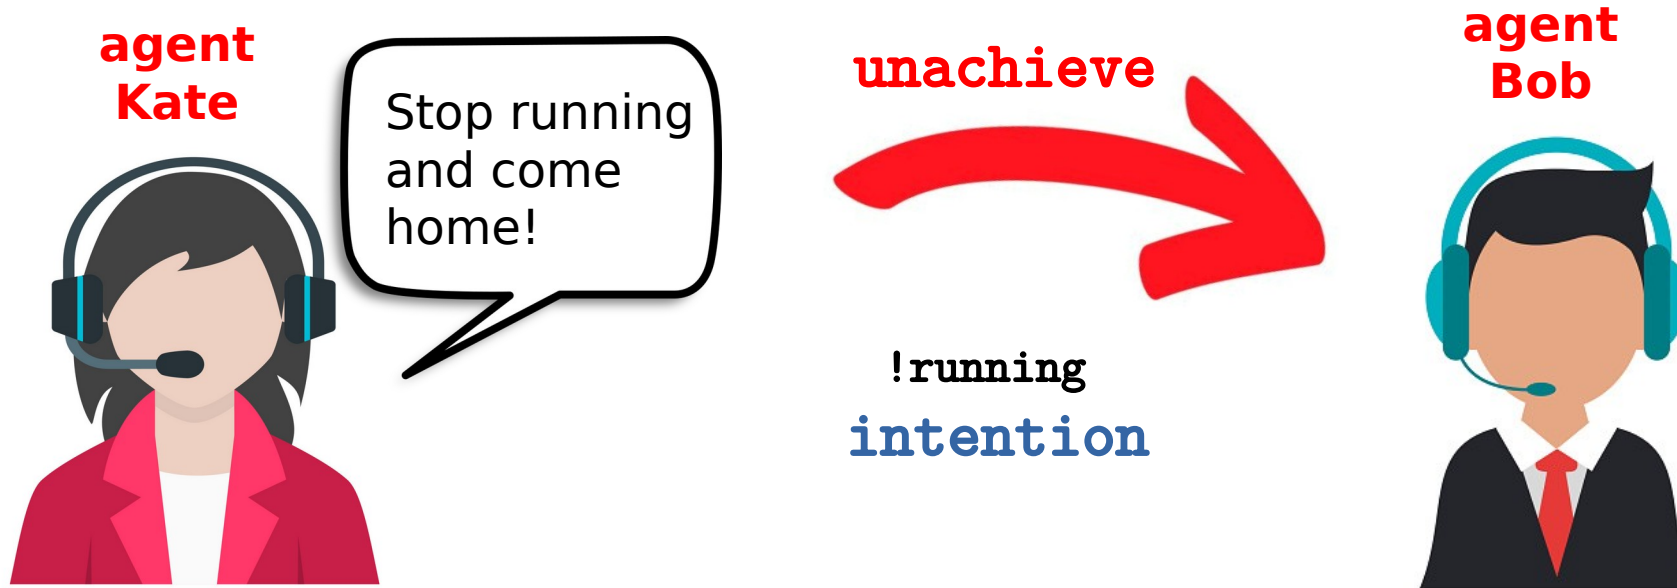 agent
Kate
Stop running
and come
home!
unachieve
!running
intention
agent
Bob